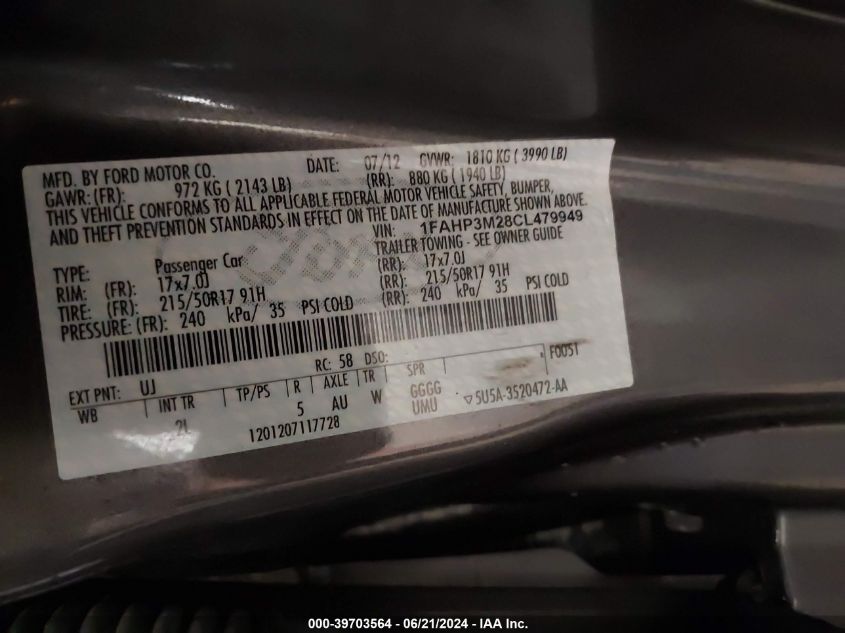 MFD. BY FORD MOTOR CO. DATE: 07/12 GVWR: 1810 KG ( 3990 LB)
GAWR: (FR): 972 KG ( 2143 LB) (RR): 880 KG ( 1940 LB)
THIS VEHICLE CONFORMS TO ALL APPLICABLE FEDERAL MOTOR VEHICLE SAFETY, BUMPER,
AND THEFT PREVENTION STANDARDS IN EFFECT ON THE DATE OF MANUFACTURE SHOWN ABOVE.
VIN: 1FAHP3M28CL479949
TYPE: Passenger Car TRAILER TOWING - SEE OWNER GUIDE
RIM: (FR): 17x7.0J (RR): 17x7.0J
TIRE: (FR): 215/50R17 91H (RR): 215/50R17 91H
PRESSURE: (FR): 240 kPa/ 35 PSI COLD (RR): 240 kPa/ 35 PSI COLD
RC: 58 DSO: F0051
EXT PNT: UJ
WB INT TR TP/PS R AXLE TR SPR
2L 5 AU W GGGG
UMU
1201207117728 5U5A-3520472-AA
000-39703564 - 06/21/2024 - IAA Inc.